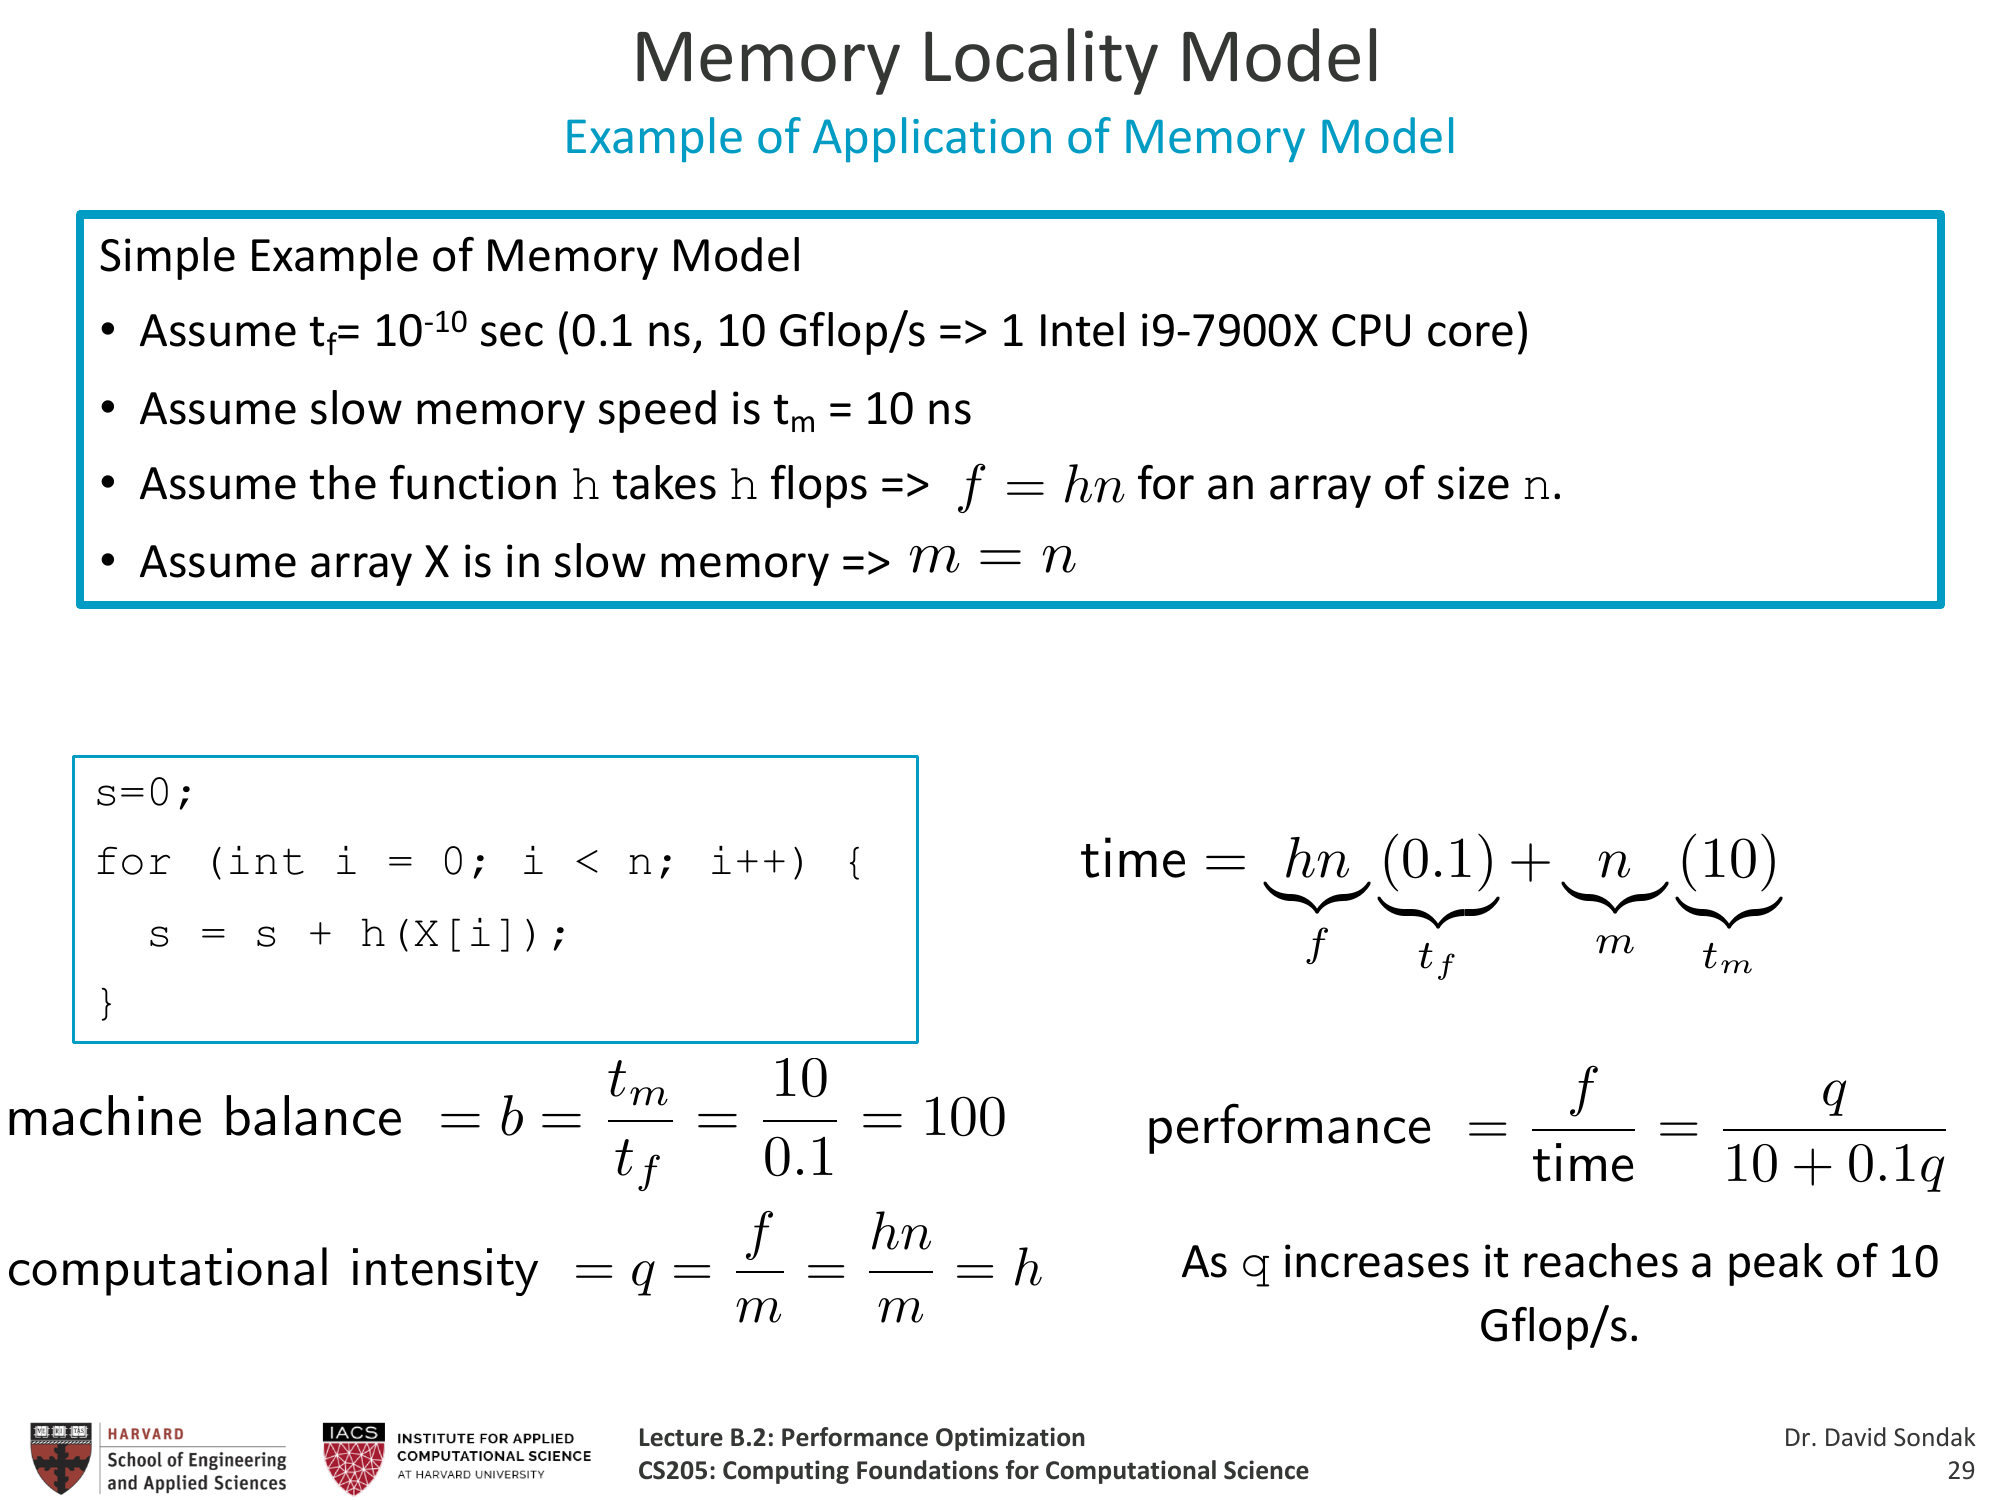 Memory Locality Model
Example of Application of Memory Model
Simple Example of Memory Model
• Assume t_f= 10^-10 sec (0.1 ns, 10 Gflop/s => 1 Intel i9-7900X CPU core)
• Assume slow memory speed is t_m = 10 ns
• Assume the function h takes h flops => f = hn for an array of size n.
• Assume array X is in slow memory => m = n
s=0;
for (int i = 0; i < n; i++) {
  s = s + h(X[i]);
}
time = \underbrace{hn}_{f} \underbrace{(0.1)}_{t_f} + \underbrace{n}_{m} \underbrace{(10)}_{t_m}
machine balance = b = \frac{t_m}{t_f} = \frac{10}{0.1} = 100
performance = \frac{f}{time} = \frac{q}{10 + 0.1q}
computational intensity = q = \frac{f}{m} = \frac{hn}{m} = h
As q increases it reaches a peak of 10
Gflop/s.
HARVARD
School of Engineering
and Applied Sciences
IACS
INSTITUTE FOR APPLIED
COMPUTATIONAL SCIENCE
AT HARVARD UNIVERSITY
Lecture B.2: Performance Optimization
CS205: Computing Foundations for Computational Science
Dr. David Sondak
29